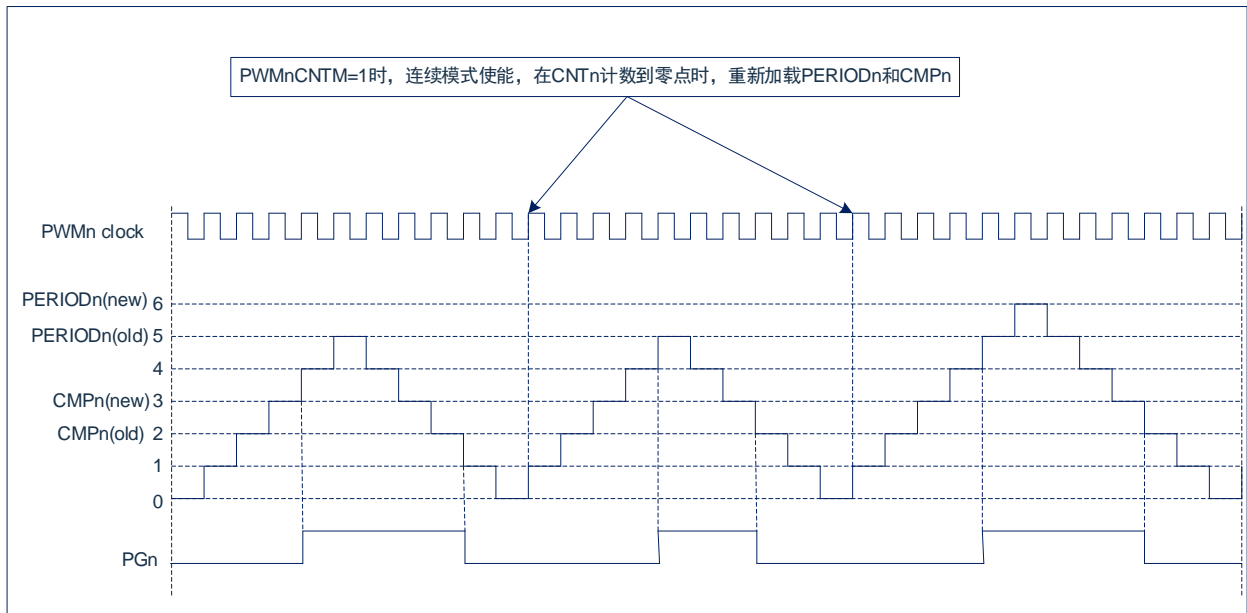 PWMnCNTM=1时，连续模式使能，在CNTn计数到零点时，重新加载PERIODn和CMPn
PWMn clock
PERIODn(new) 6
PERIODn(old) 5
4
CMPn(new) 3
CMPn(old) 2
1
0
PGn